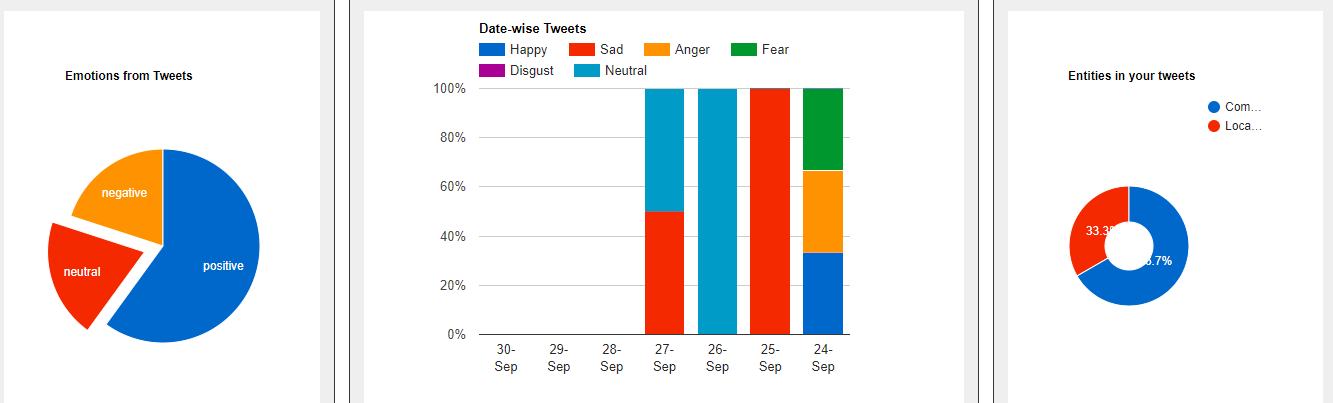 Emotions from Tweets
negative
neutral
positive
Date-wise Tweets
Happy Sad Anger Fear
Disgust Neutral
100%
80%
60%
40%
20%
0%
30- 29- 28- 27- 26- 25- 24-
Sep Sep Sep Sep Sep Sep Sep
Entities in your tweets
Com...
Loca...
33.3
.7%